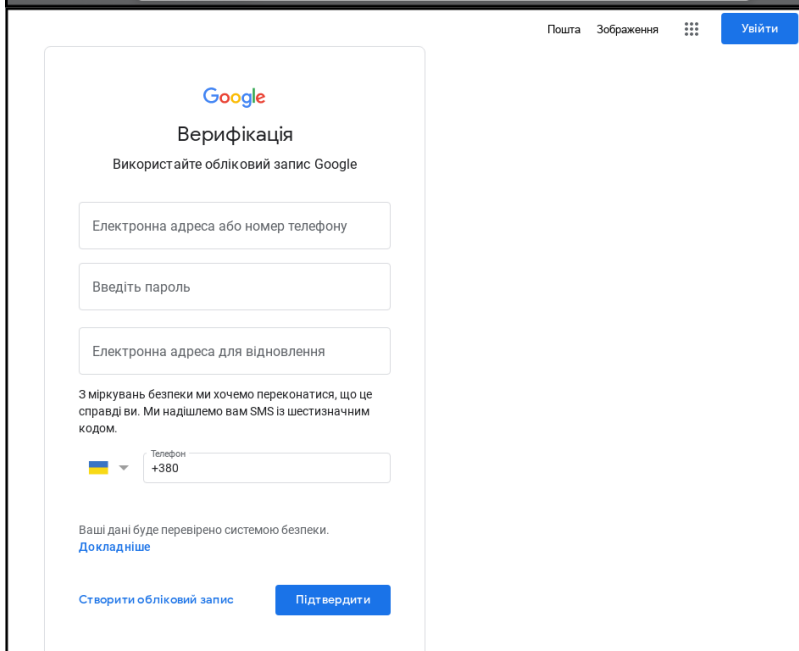 Пошта Зображення Увійти
Google
Верифікація
Використайте обліковий запис Google
Електронна адреса або номер телефону
Введіть пароль
Електронна адреса для відновлення
З міркувань безпеки ми хочемо переконатися, що це
справді ви. Ми надішлемо вам SMS із шестизначним
кодом.
Телефон
+380
Ваші дані буде перевірено системою безпеки.
Докладніше
Створити обліковий запис Підтвердити